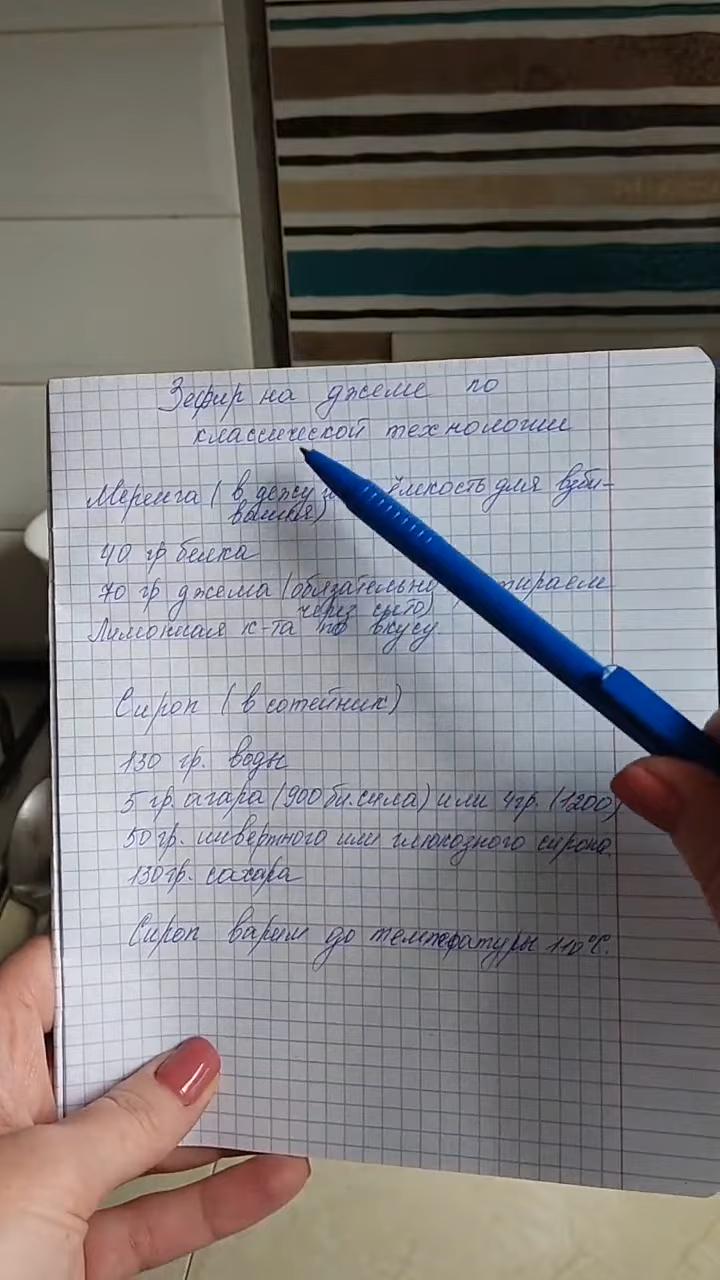 Зефир на джеме по
классической технологии
Меренга (в дежу ёмкость для взби-
вания)
40 гр белка
70 гр джема (обязательно
через сито)
Лимонная к-та по вкусу.
Сироп (в сотейник)
130 гр. воды
5 гр. агара (900 бл. сила) или 4 гр. (1200)
50 гр. инвертного или глюкозного сиропа.
130 гр. сахара
Сироп варим до температуры 110°C.